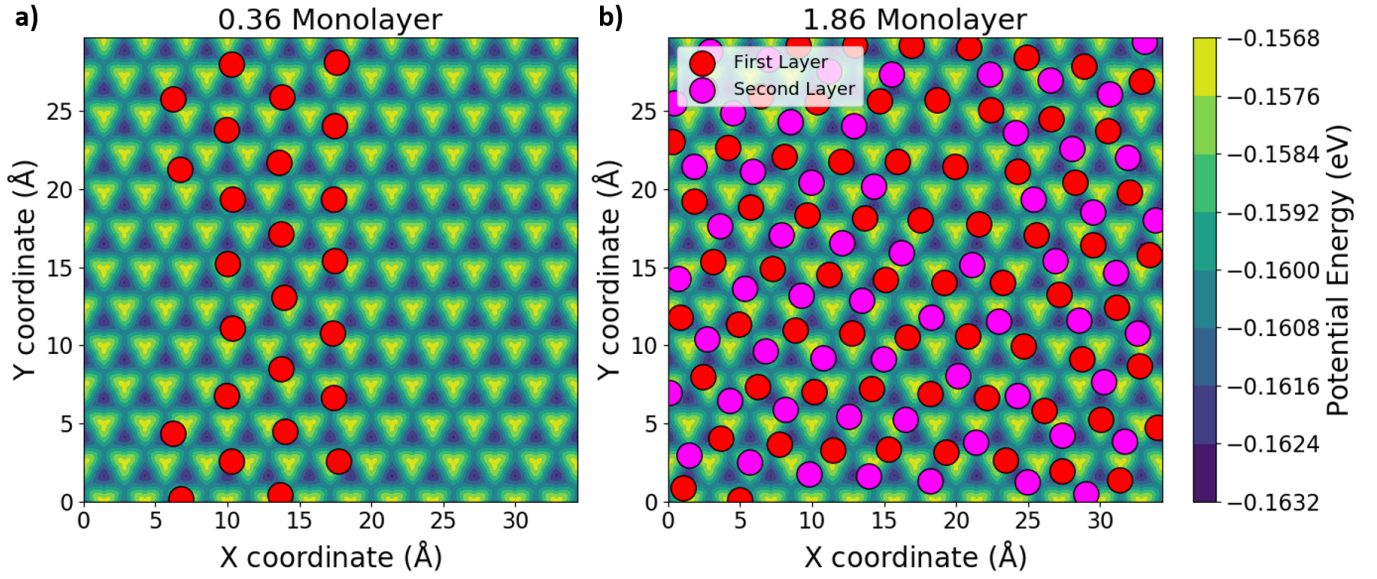 a)
0.36 Monolayer
b)
1.86 Monolayer
First Layer
Second Layer
Y coordinate (Å)
25
20
15
10
5
0
0 5 10 15 20 25 30
X coordinate (Å)
Y coordinate (Å)
25
20
15
10
5
0
0 5 10 15 20 25 30
X coordinate (Å)
−0.1568
−0.1576
−0.1584
−0.1592
−0.1600
−0.1608
−0.1616
−0.1624
−0.1632
Potential Energy (eV)